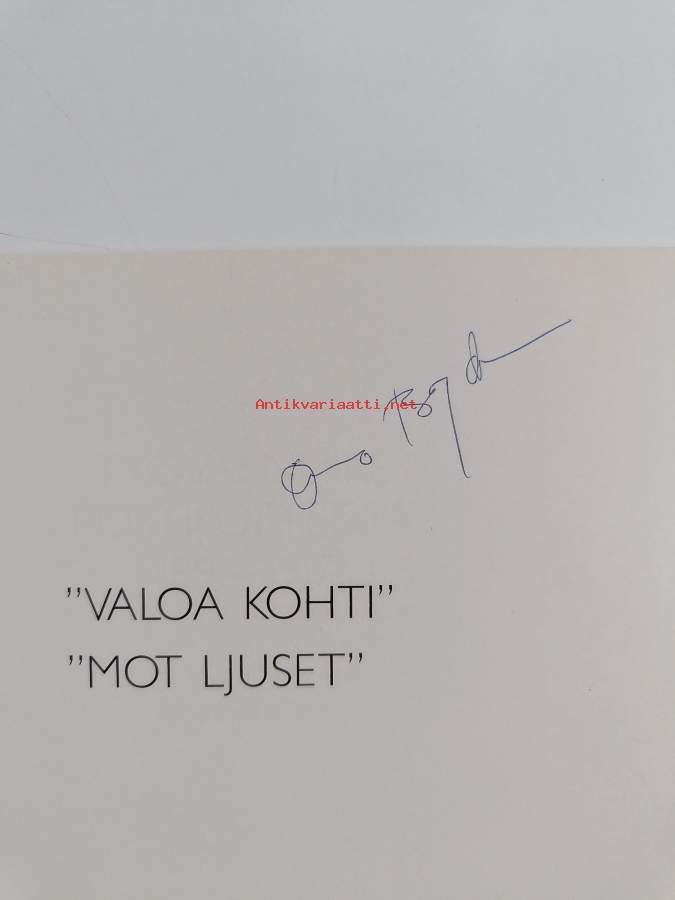 Antikvariaatti.net
"VALOA KOHTI"
"MOT LJUSET"